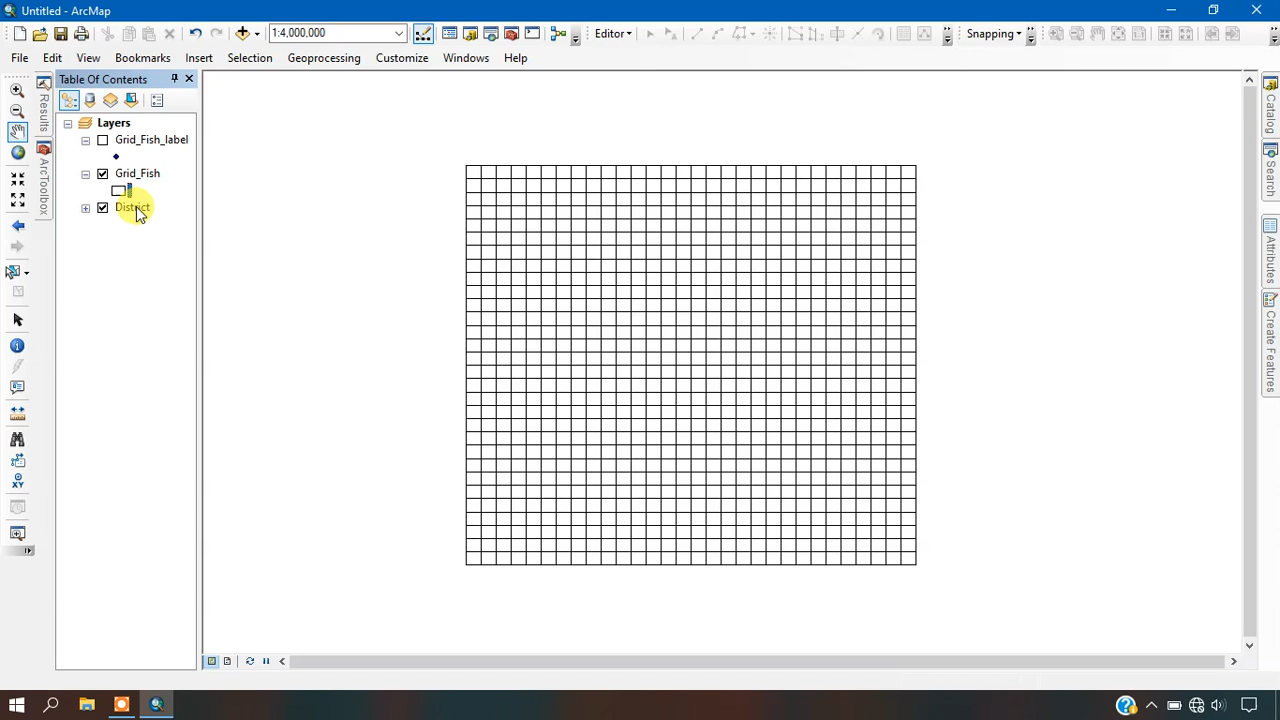 Untitled - ArcMap
1:4,000,000
Editor
Snapping
File Edit View Bookmarks Insert Selection Geoprocessing Customize Windows Help
Table Of Contents
Results
ArcToolbox
Layers
Grid_Fish_label
Grid_Fish
District
XY
Catalog
Search
Attributes
Create Features